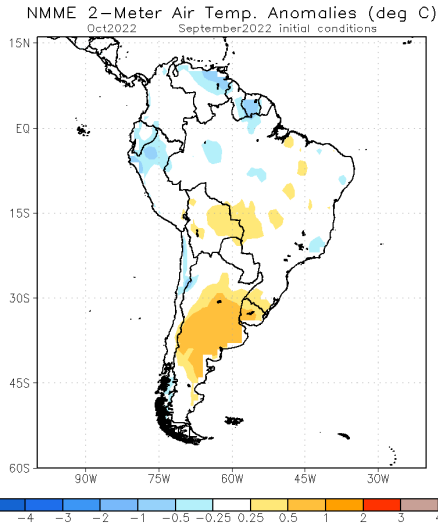 NMME 2-Meter Air Temp. Anomalies (deg C)
Oct2022 September2022 initial conditions
15N
EQ
15S
30S
45S
60S
90W 75W 60W 45W 30W
-4 -3 -2 -1 -0.5 -0.25 0.25 0.5 1 2 3 4